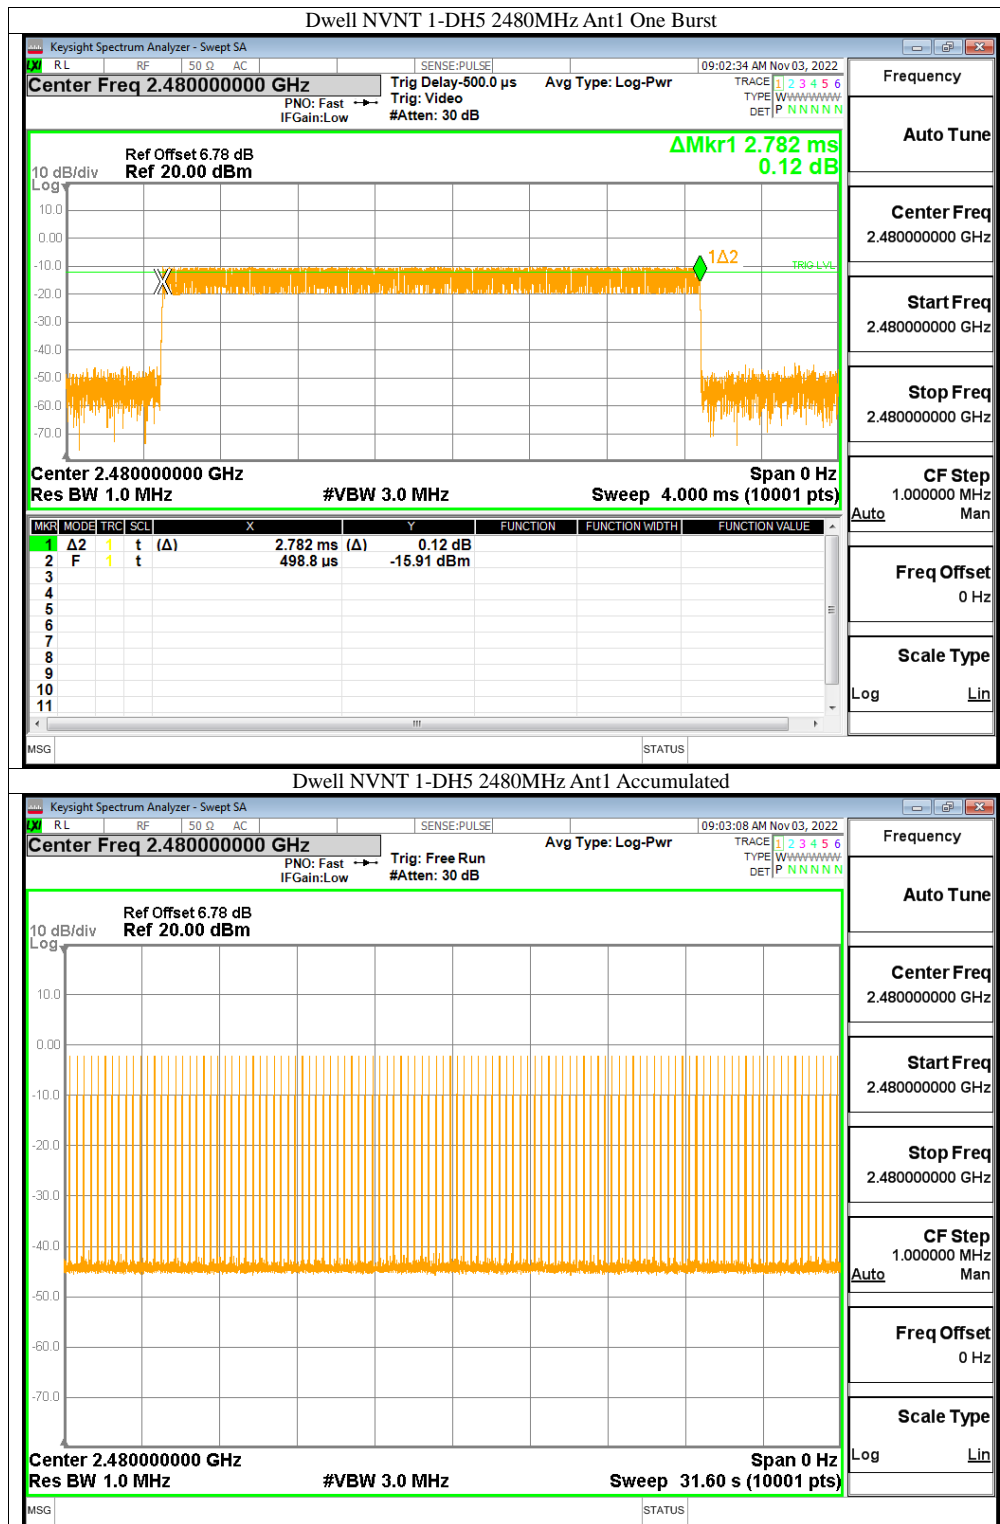 Dwell NVNT 1-DH5 2480MHz Ant1 One Burst
Keysight Spectrum Analyzer - Swept SA
LXI RL RF 50 Ω AC SENSE:PULSE 09:02:34 AM Nov 03, 2022
Center Freq 2.480000000 GHz
PNO: Fast
IFGain:Low
Trig Delay-500.0 µs
Trig: Video
#Atten: 30 dB
Avg Type: Log-Pwr
TRACE 1 2 3 4 5 6
TYPE WWWWWW
DET P N N N N N
Frequency
Auto Tune
Center Freq
2.480000000 GHz
Start Freq
2.480000000 GHz
Stop Freq
2.480000000 GHz
CF Step
1.000000 MHz
Auto Man
Freq Offset
0 Hz
Scale Type
Log Lin
ΔMkr1 2.782 ms
0.12 dB
Ref Offset 6.78 dB
10 dB/div Ref 20.00 dBm
Log
10.0
0.00
-10.0
-20.0
-30.0
-40.0
-50.0
-60.0
-70.0
1Δ2
TRIG LVL
Center 2.480000000 GHz Span 0 Hz
Res BW 1.0 MHz #VBW 3.0 MHz Sweep 4.000 ms (10001 pts)
MKR MODE TRC SCL X Y FUNCTION FUNCTION WIDTH FUNCTION VALUE
1 Δ2 1 t (Δ) 2.782 ms (Δ) 0.12 dB
2 F 1 t 498.8 µs -15.91 dBm
3
4
5
6
7
8
9
10
11
MSG STATUS
Dwell NVNT 1-DH5 2480MHz Ant1 Accumulated
Keysight Spectrum Analyzer - Swept SA
LXI RL RF 50 Ω AC SENSE:PULSE 09:03:08 AM Nov 03, 2022
Center Freq 2.480000000 GHz
PNO: Fast
IFGain:Low
Trig: Free Run
#Atten: 30 dB
Avg Type: Log-Pwr
TRACE 1 2 3 4 5 6
TYPE WWWWWW
DET P N N N N N
Frequency
Auto Tune
Center Freq
2.480000000 GHz
Start Freq
2.480000000 GHz
Stop Freq
2.480000000 GHz
CF Step
1.000000 MHz
Auto Man
Freq Offset
0 Hz
Scale Type
Log Lin
Ref Offset 6.78 dB
10 dB/div Ref 20.00 dBm
Log
10.0
0.00
-10.0
-20.0
-30.0
-40.0
-50.0
-60.0
-70.0
Center 2.480000000 GHz Span 0 Hz
Res BW 1.0 MHz #VBW 3.0 MHz Sweep 31.60 s (10001 pts)
MSG STATUS